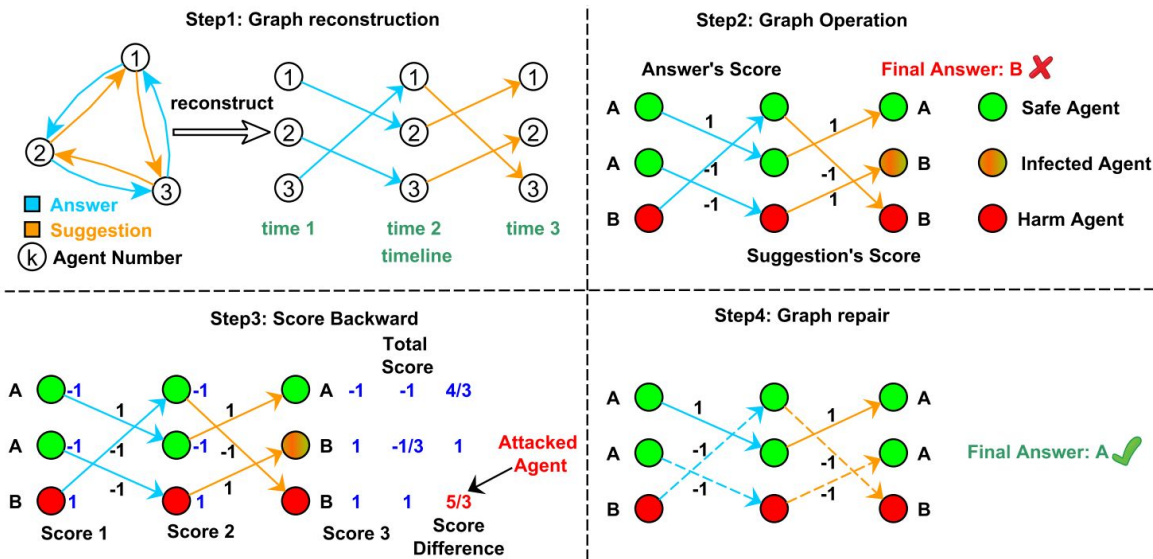 Step1: Graph reconstruction
1
2
3
reconstruct
1 1 1
2 2 2
3 3 3
Answer
Suggestion
k Agent Number
time 1 time 2 time 3
timeline
Step2: Graph Operation
Answer's Score
Final Answer: B
A 1 1 A Safe Agent
A -1 -1 B Infected Agent
B -1 1 B Harm Agent
Suggestion's Score
Step3: Score Backward
Total
Score
A -1 -1 A -1 -1 4/3
1 1
A -1 -1 -1 -1 B 1 -1/3 1
Attacked
Agent
-1 1
B 1 1 B 1 1 5/3
Score 1 Score 2 Score 3 Score
Difference
Step4: Graph repair
A 1 1 A
A -1 -1 A
Final Answer: A
B -1 -1 B